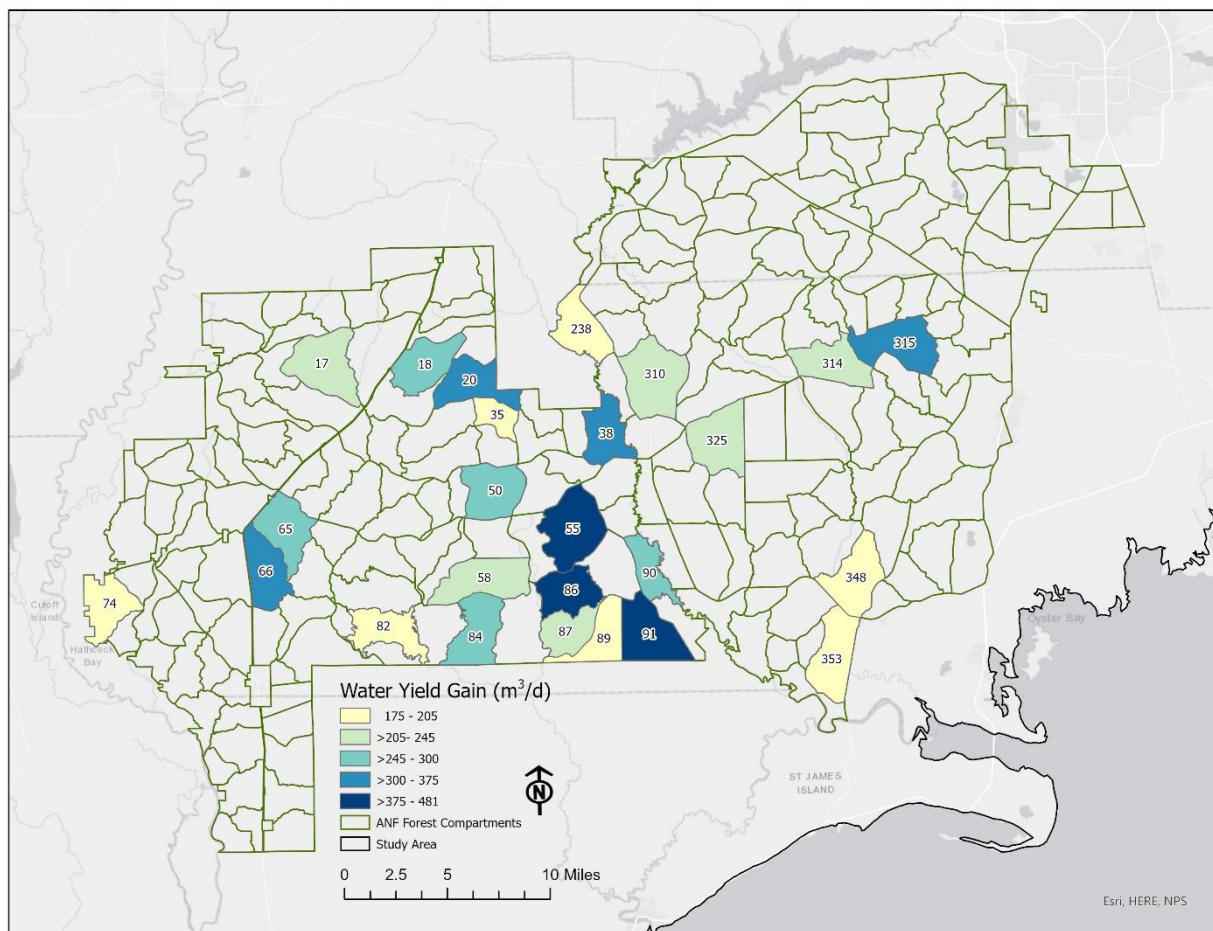 238
17
18
20
310
314
315
35
38
325
50
65
55
66
58
86
90
348
74
82
84
87
89
91
353
Cutoff
Island
Hathcock
Bay
Oyster Bay
Water Yield Gain (m³/d)
175 - 205
>205- 245
>245 - 300
>300 - 375
>375 - 481
ANF Forest Compartments
Study Area
N
0 2.5 5 10 Miles
ST JAMES
ISLAND
Esri, HERE, NPS